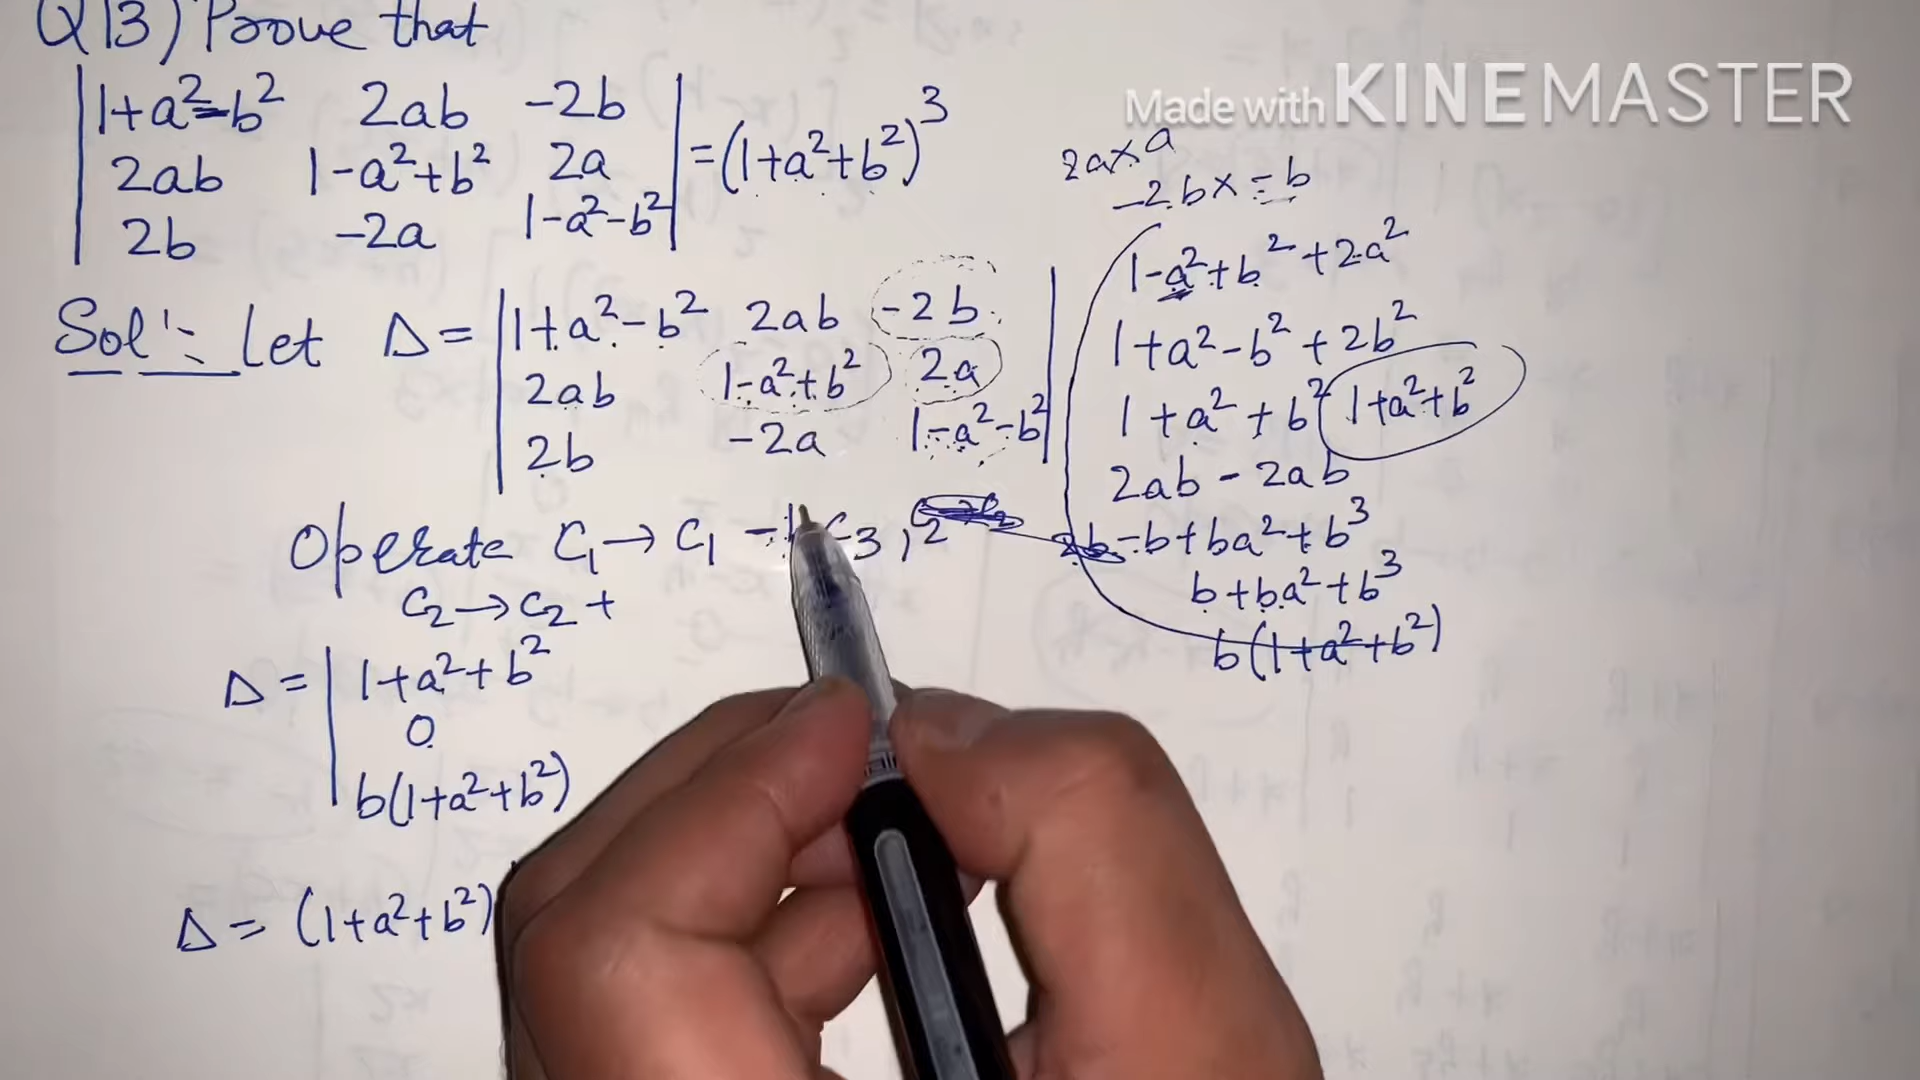 Q13) Prove that
|1+a²-b² 2ab -2b|
|2ab 1-a²+b² 2a| =(1+a²+b²)³
|2b -2a 1-a²-b²|
Solⁿ:- Let Δ = |1+a²-b² 2ab -2b|
|2ab 1-a²+b² 2a|
|2b -2a 1-a²-b²|
Operate C₁→C₁ -bC₃,
C₂→C₂+
Δ = |1+a²+b²
0
b(1+a²+b²)
Δ = (1+a²+b²)
Made with KINEMASTER
2a×a
-2b×-b
1-a²+b²+2a²
1+a²-b²+2b²
1+a²+b² 1+a²+b²
2ab-2ab
2b-b+ba²+b³
b+ba²+b³
b(1+a²+b²)